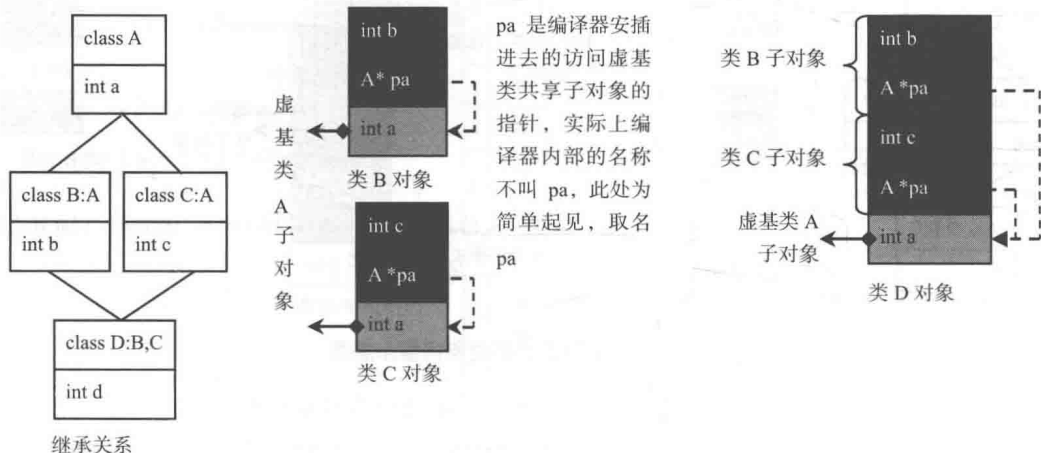 class A
int a
class B:A
int b
class C:A
int c
class D:B,C
int d
继承关系
虚基类A子对象
int b
A* pa
int a
类 B 对象
int c
A *pa
int a
类 C 对象
pa 是编译器安插
进去的访问虚基
类共享子对象的
指针，实际上编
译器内部的名称
不叫 pa，此处为
简单起见，取名
pa
类 B 子对象
类 C 子对象
虚基类 A
子对象
int b
A *pa
int c
A *pa
int a
类 D 对象